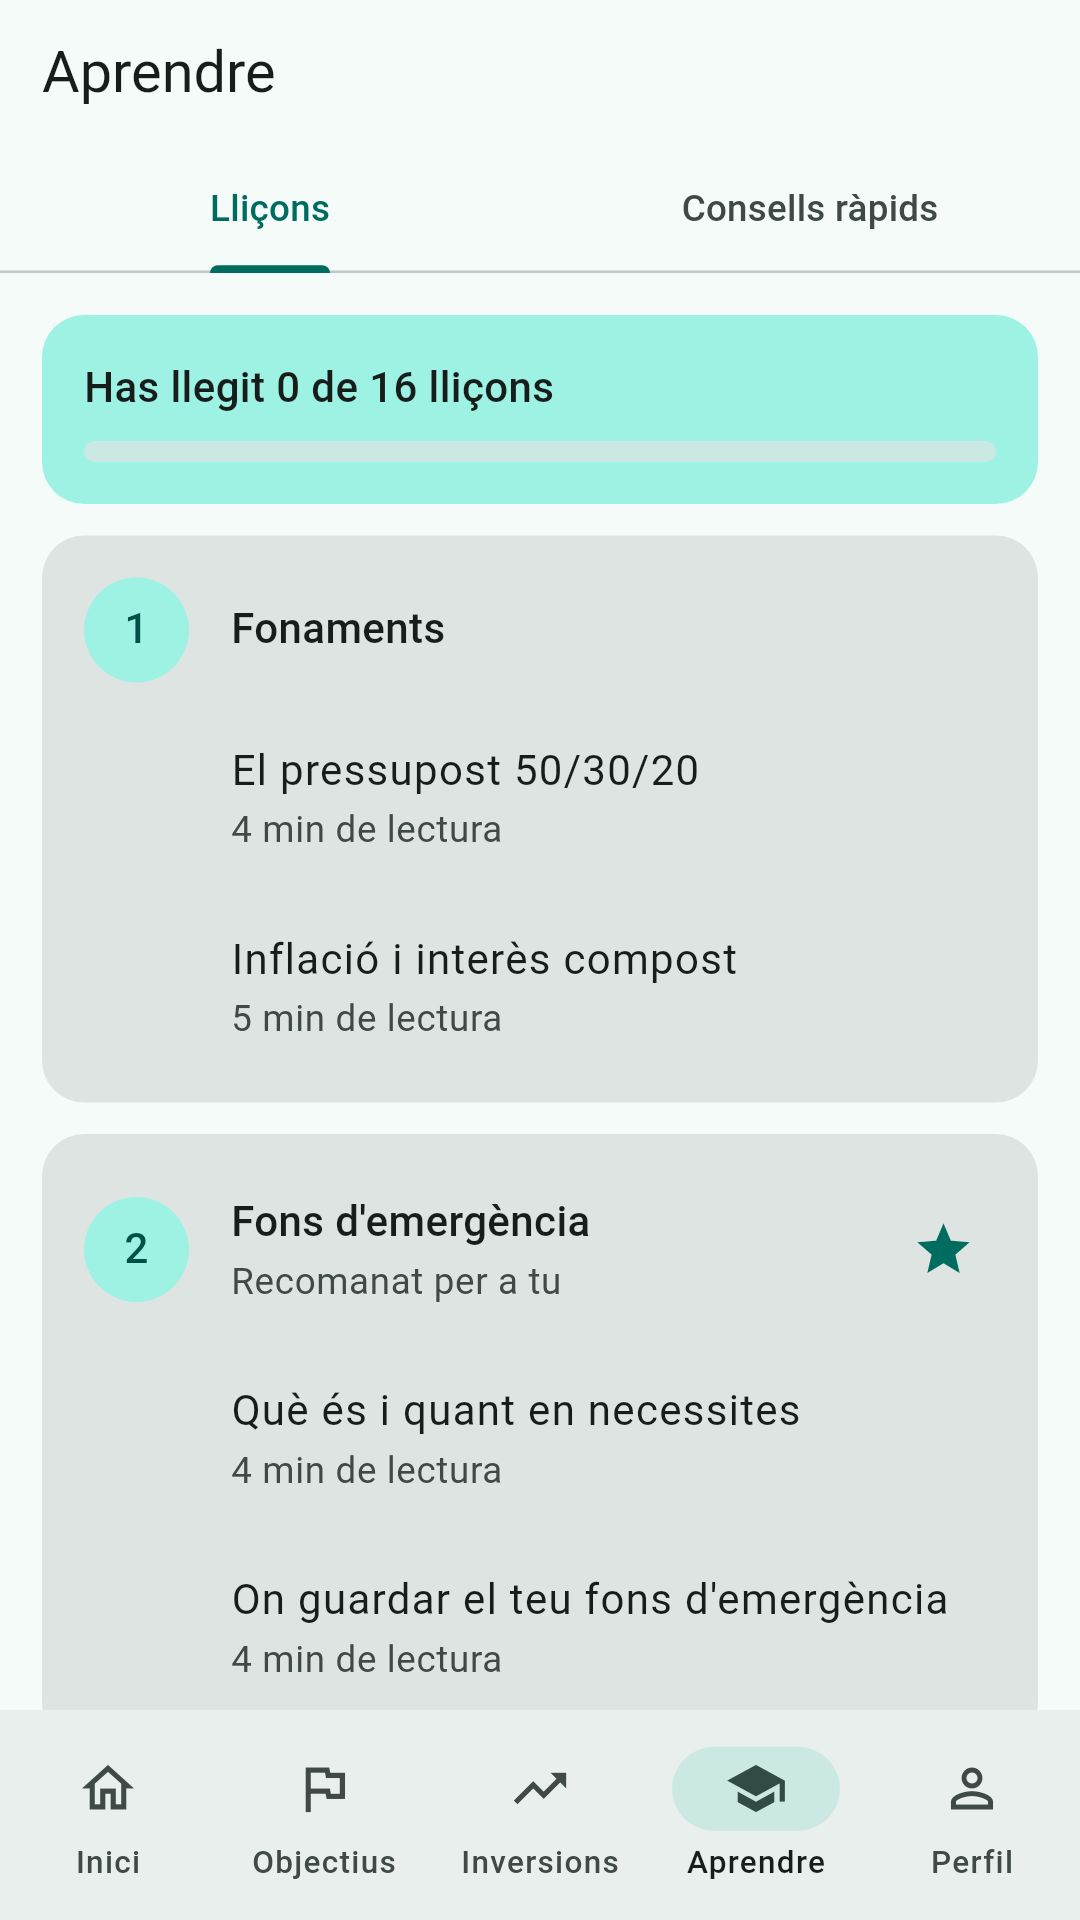 Aprendre
Lliçons
Consells ràpids
Has llegit 0 de 16 lliçons
1
Fonaments
El pressupost 50/30/20
4 min de lectura
Inflació i interès compost
5 min de lectura
2
Fons d'emergència
Recomanat per a tu
Què és i quant en necessites
4 min de lectura
On guardar el teu fons d'emergència
4 min de lectura
Inici
Objectius
Inversions
Aprendre
Perfil